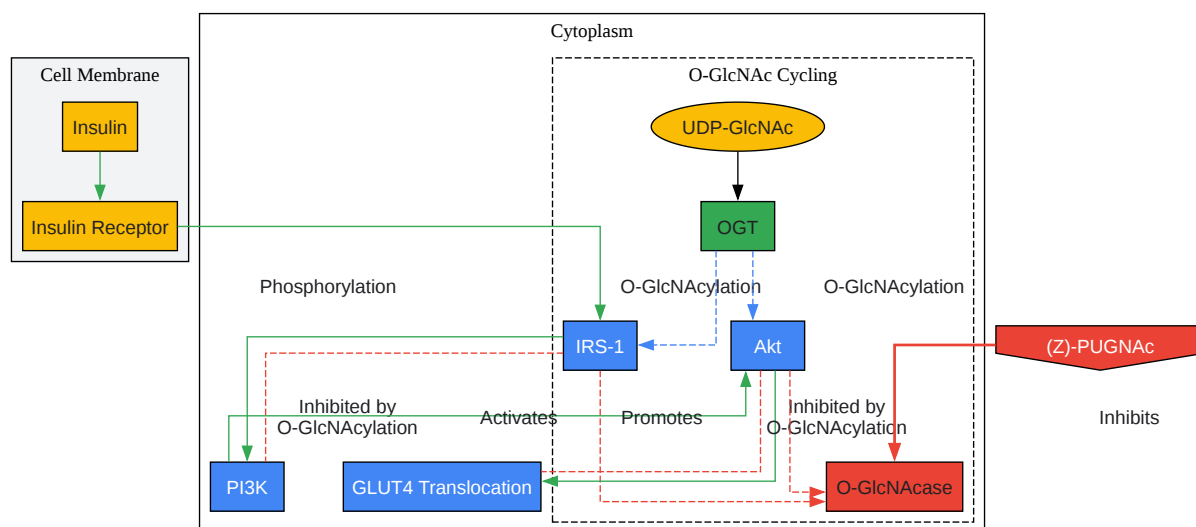 Cytoplasm
Cell Membrane
O-GlcNAc Cycling
Insulin
UDP-GlcNAc
Insulin Receptor
OGT
Phosphorylation
O-GlcNAcylation
O-GlcNAcylation
IRS-1
Akt
(Z)-PUGNAc
Inhibited by
O-GlcNAcylation
Activates
Promotes
Inhibited by
O-GlcNAcylation
Inhibits
PI3K
GLUT4 Translocation
O-GlcNAcase